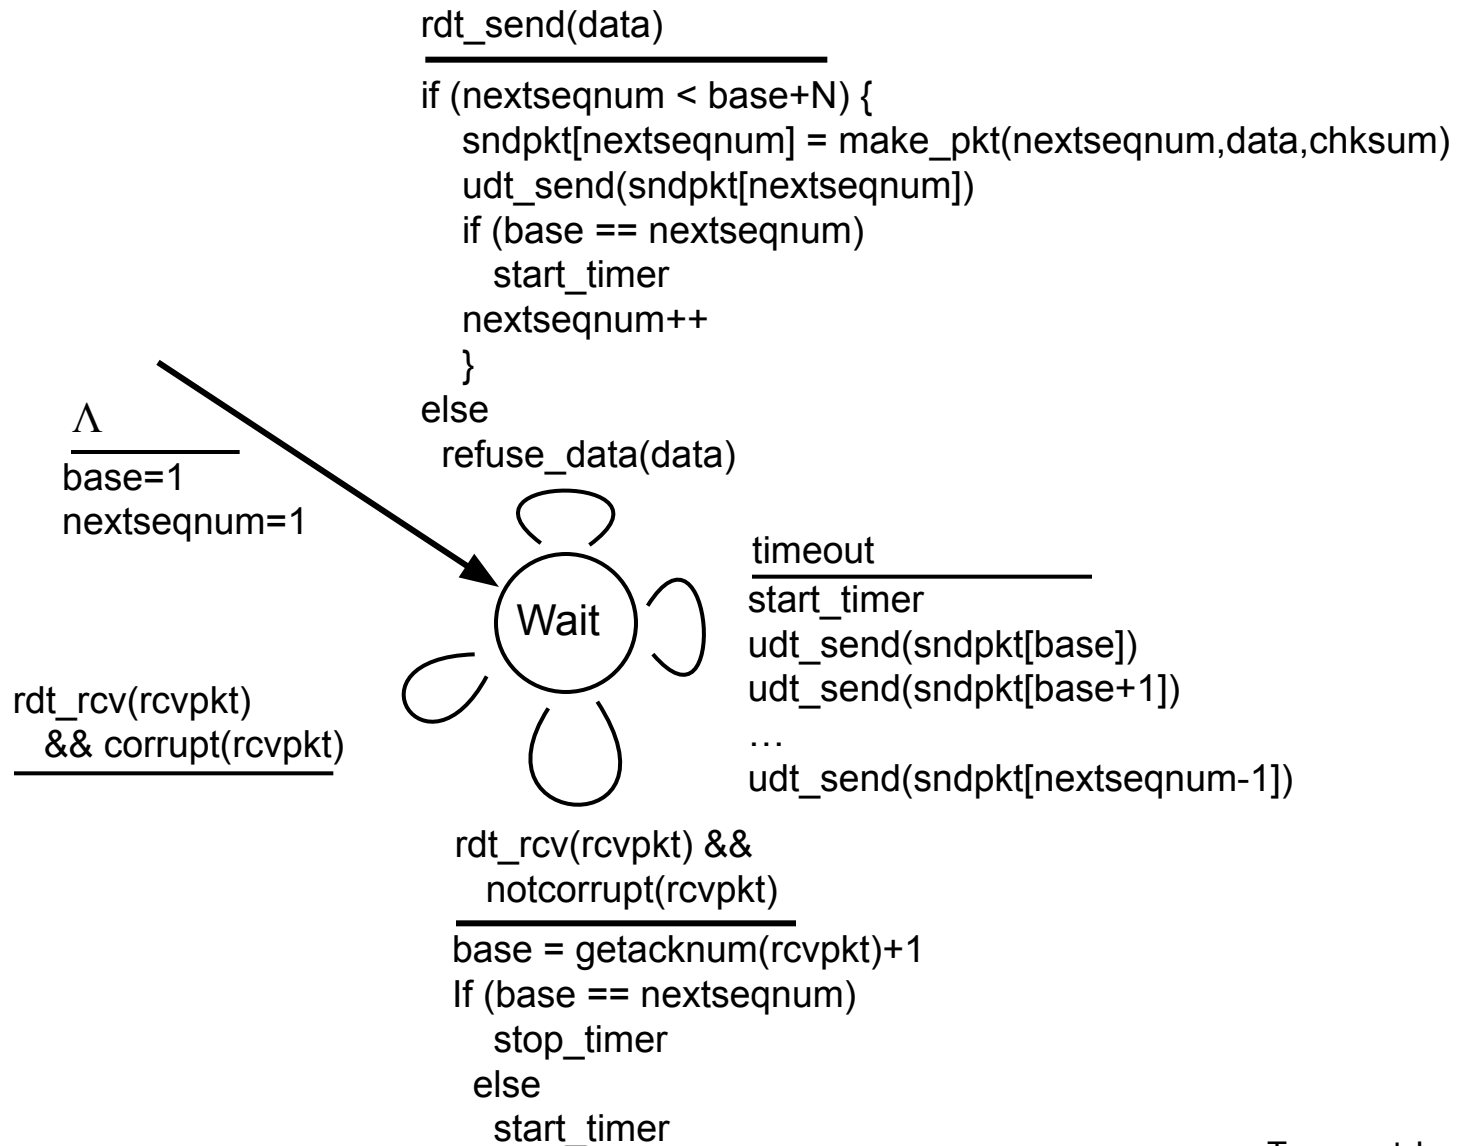 rdt_send(data)
if (nextseqnum < base+N) {
sndpkt[nextseqnum] = make_pkt(nextseqnum,data,chksum)
udt_send(sndpkt[nextseqnum])
if (base == nextseqnum)
start_timer
nextseqnum++
}
else
refuse_data(data)
Λ
base=1
nextseqnum=1
Wait
timeout
start_timer
udt_send(sndpkt[base])
udt_send(sndpkt[base+1])
…
udt_send(sndpkt[nextseqnum-1])
rdt_rcv(rcvpkt)
&& corrupt(rcvpkt)
rdt_rcv(rcvpkt) &&
notcorrupt(rcvpkt)
base = getacknum(rcvpkt)+1
If (base == nextseqnum)
stop_timer
else
start_timer